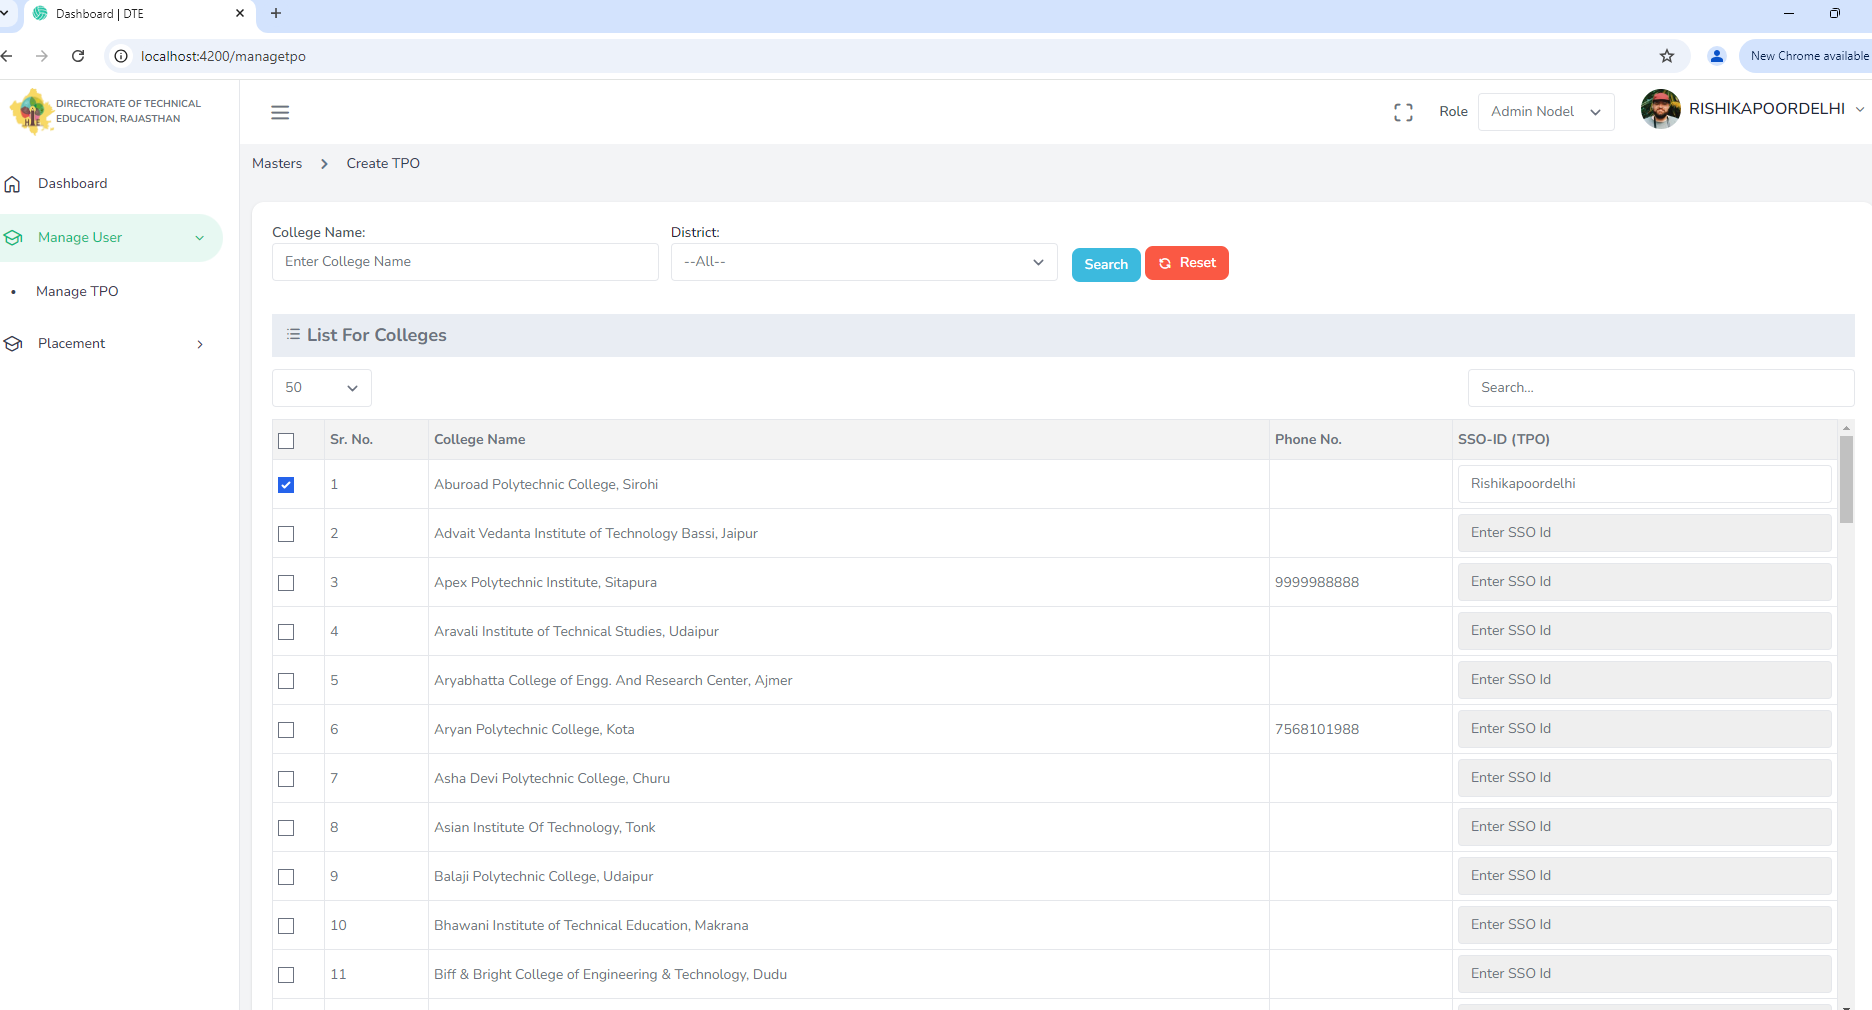 Dashboard | DTE
localhost:4200/managetpo
New Chrome available
DIRECTORATE OF TECHNICAL
EDUCATION, RAJASTHAN
Role
Admin Nodel
RISHIKAPOORDELHI
Dashboard
Manage User
Manage TPO
Placement
Masters > Create TPO
College Name:
Enter College Name
District:
--All--
Search
Reset
List For Colleges
50
Search...
Sr. No. College Name Phone No. SSO-ID (TPO)
1 Aburoad Polytechnic College, Sirohi Rishikapoordelhi
2 Advait Vedanta Institute of Technology Bassi, Jaipur Enter SSO Id
3 Apex Polytechnic Institute, Sitapura 9999988888 Enter SSO Id
4 Aravali Institute of Technical Studies, Udaipur Enter SSO Id
5 Aryabhatta College of Engg. And Research Center, Ajmer Enter SSO Id
6 Aryan Polytechnic College, Kota 7568101988 Enter SSO Id
7 Asha Devi Polytechnic College, Churu Enter SSO Id
8 Asian Institute Of Technology, Tonk Enter SSO Id
9 Balaji Polytechnic College, Udaipur Enter SSO Id
10 Bhawani Institute of Technical Education, Makrana Enter SSO Id
11 Biff & Bright College of Engineering & Technology, Dudu Enter SSO Id